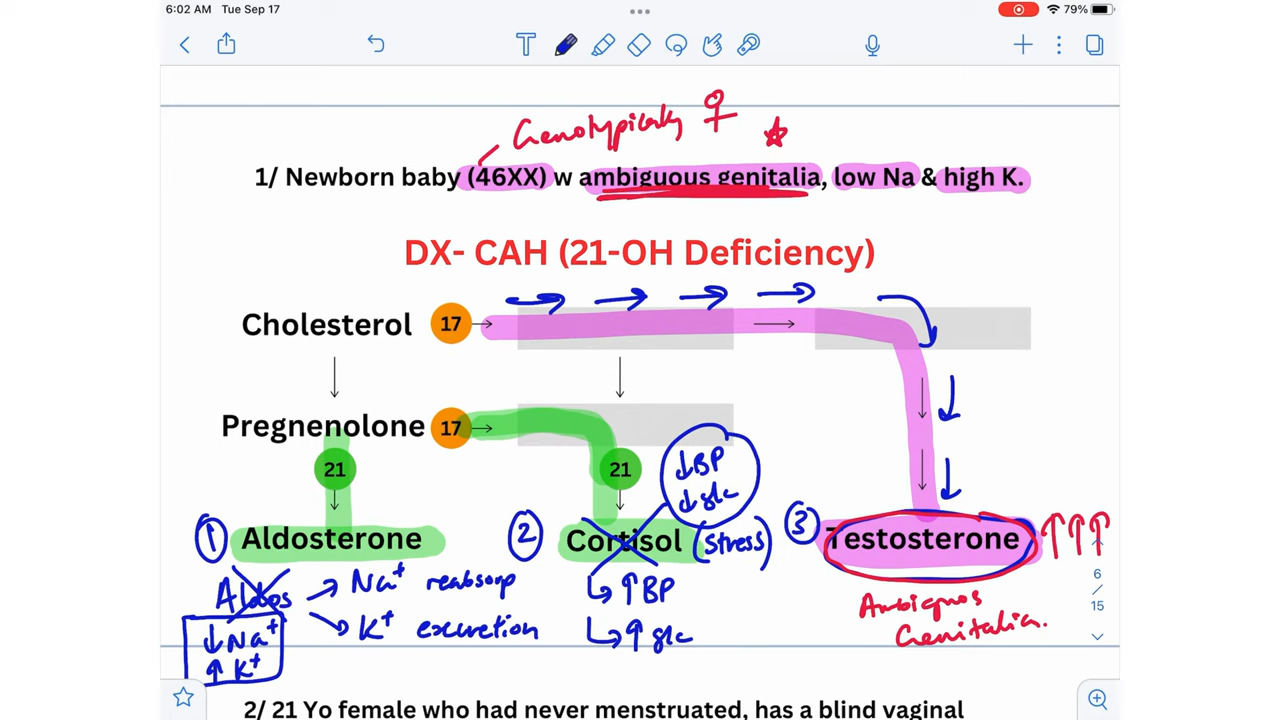 6:02 AM Tue Sep 17
79%
Genotypically ♀
1/ Newborn baby (46XX) w ambiguous genitalia, low Na & high K.
DX- CAH (21-OH Deficiency)
Cholesterol 17
Pregnenolone 17
21 21
↓BP
↓glc
① Aldosterone ② Cortisol (stress) ③ Testosterone ↑↑↑
Aldos → Na+ reabsorp
→ K+ excretion
↳ ↑BP
↳ ↑ glc
↓Na+
↑ K+
Ambiguos
Genitalia.
6
/
15
2/ 21 Yo female who had never menstruated, has a blind vaginal